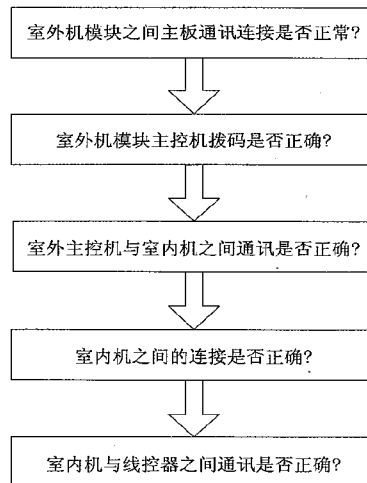 室外机模块之间主板通讯连接是否正常?
室外机模块主控机拨码是否正确?
室外主控机与室内机之间通讯是否正确?
室内机之间的连接是否正确?
室内机与线控器之间通讯是否正确?